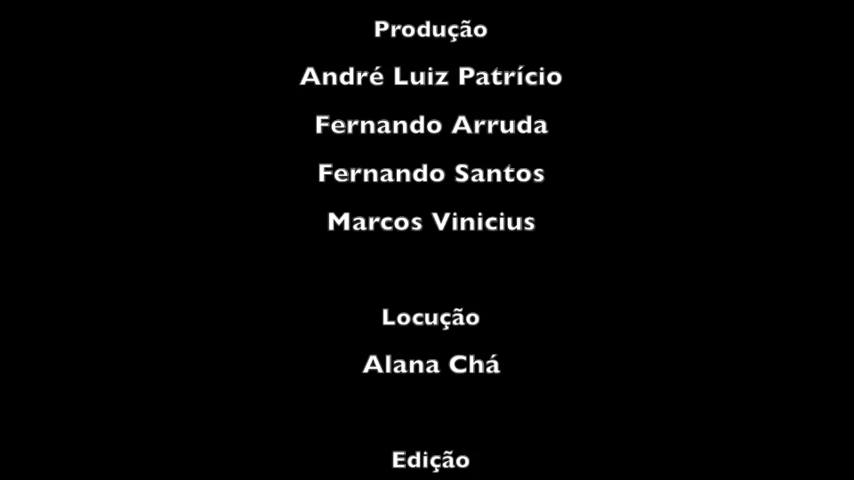 Produção
André Luiz Patrício
Fernando Arruda
Fernando Santos
Marcos Vinicius
Locução
Alana Chá
Edição